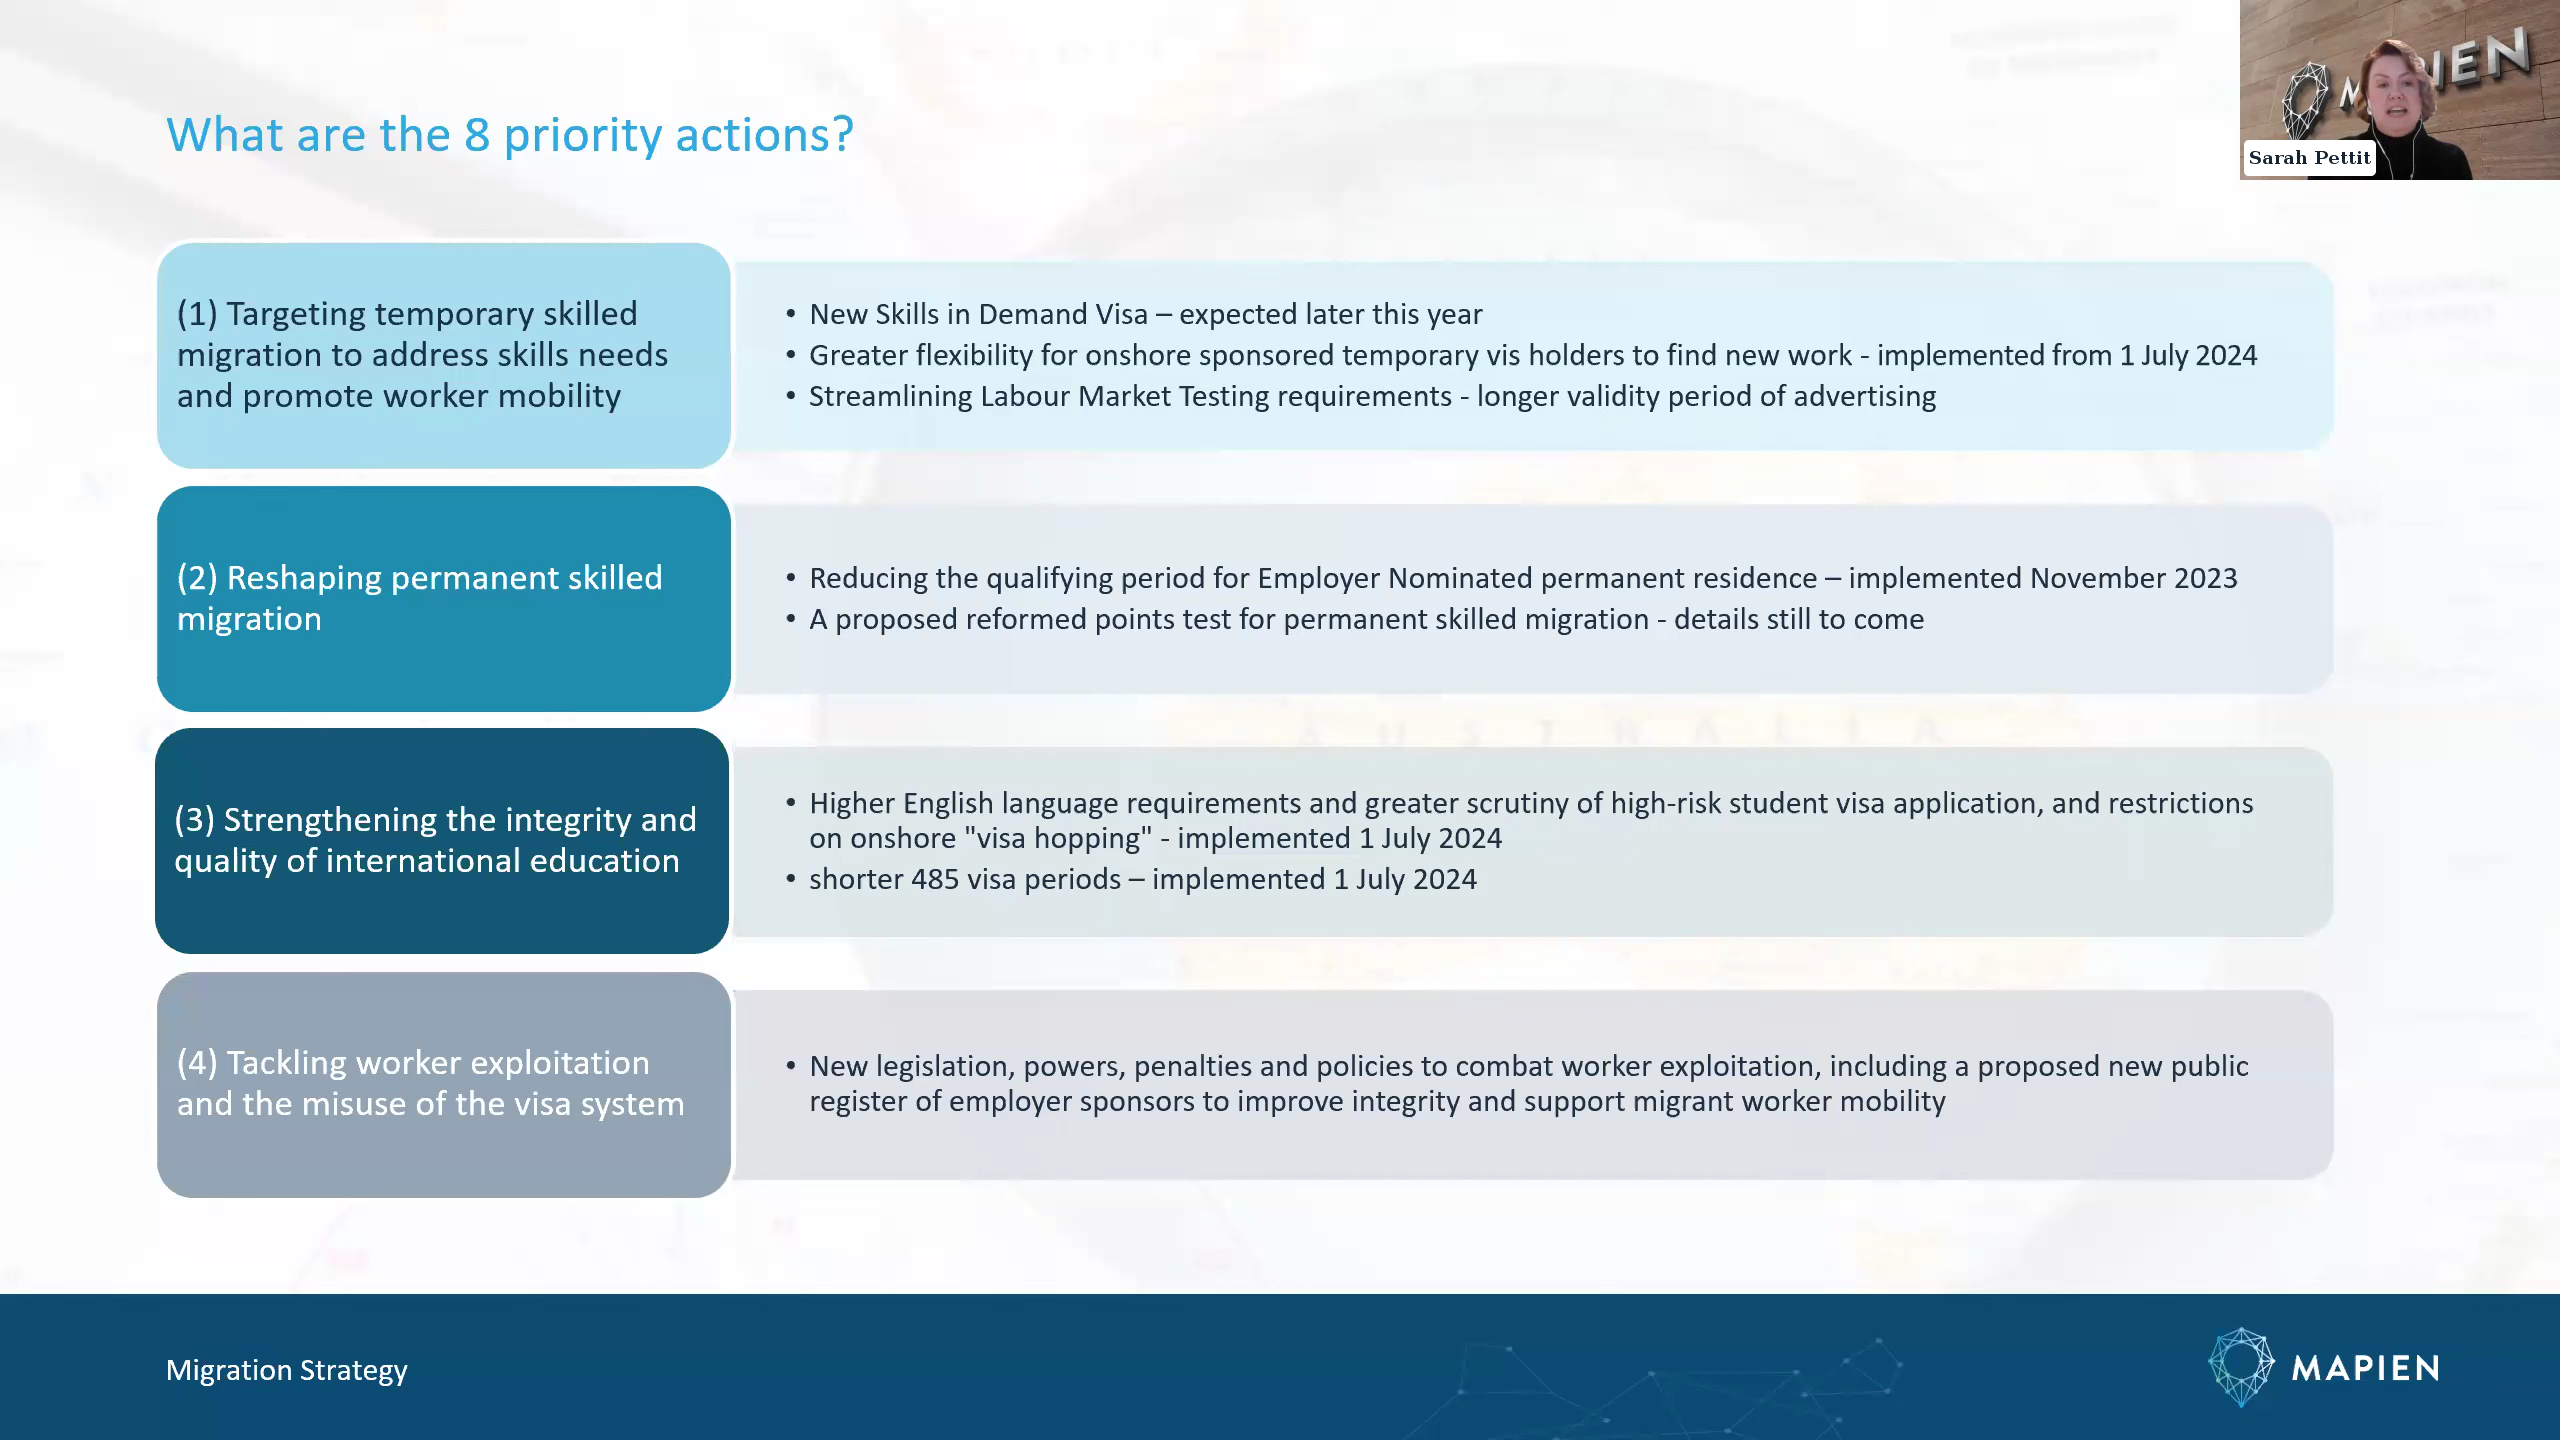 What are the 8 priority actions?
MAPIEN
Sarah Pettit
(1) Targeting temporary skilled
migration to address skills needs
and promote worker mobility
• New Skills in Demand Visa – expected later this year
• Greater flexibility for onshore sponsored temporary vis holders to find new work - implemented from 1 July 2024
• Streamlining Labour Market Testing requirements - longer validity period of advertising
(2) Reshaping permanent skilled
migration
• Reducing the qualifying period for Employer Nominated permanent residence – implemented November 2023
• A proposed reformed points test for permanent skilled migration - details still to come
AUSTRALIA
(3) Strengthening the integrity and
quality of international education
• Higher English language requirements and greater scrutiny of high-risk student visa application, and restrictions
on onshore "visa hopping" - implemented 1 July 2024
• shorter 485 visa periods – implemented 1 July 2024
(4) Tackling worker exploitation
and the misuse of the visa system
• New legislation, powers, penalties and policies to combat worker exploitation, including a proposed new public
register of employer sponsors to improve integrity and support migrant worker mobility
Migration Strategy
MAPIEN